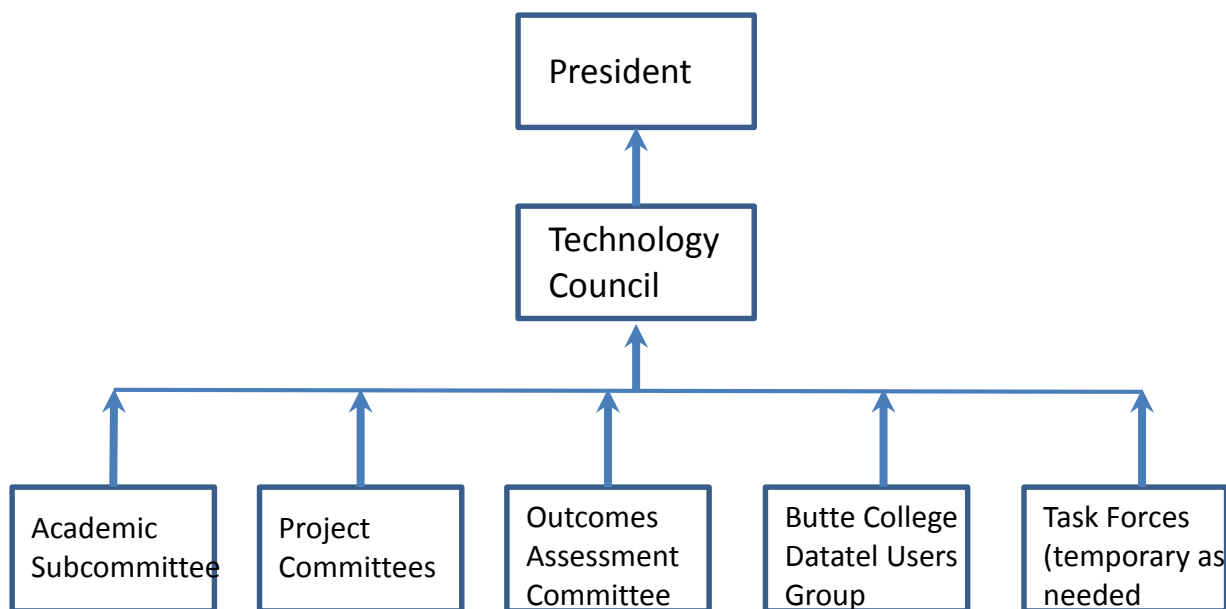 President
Technology
Council
Academic
Subcommittee
Project
Committees
Outcomes
Assessment
Committee
Butte College
Datatel Users
Group
Task Forces
(temporary as
needed